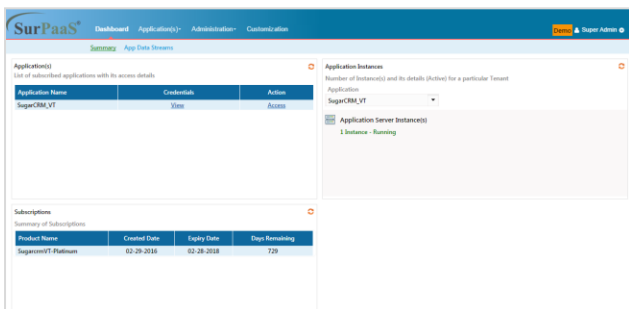 SurPaaS® Dashboard Application(s) Administration Customization Demo Super Admin
Summary App Data Streams
Application(s)
List of subscribed applications with its access details
Application Name Credentials Action
SugarCRM_VT View Access
Application Instances
Number of Instance(s) and its details (Active) for a particular Tenant
Application
SugarCRM_VT
Application Server Instance(s)
1 Instance - Running
Subscriptions
Summary of Subscriptions
Product Name Created Date Expiry Date Days Remaining
SugarcrmVT-Platinum 02-29-2016 02-28-2018 729